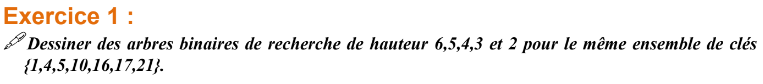 Exercice 1 :
Dessiner des arbres binaires de recherche de hauteur 6,5,4,3 et 2 pour le même ensemble de clés
{1,4,5,10,16,17,21}.